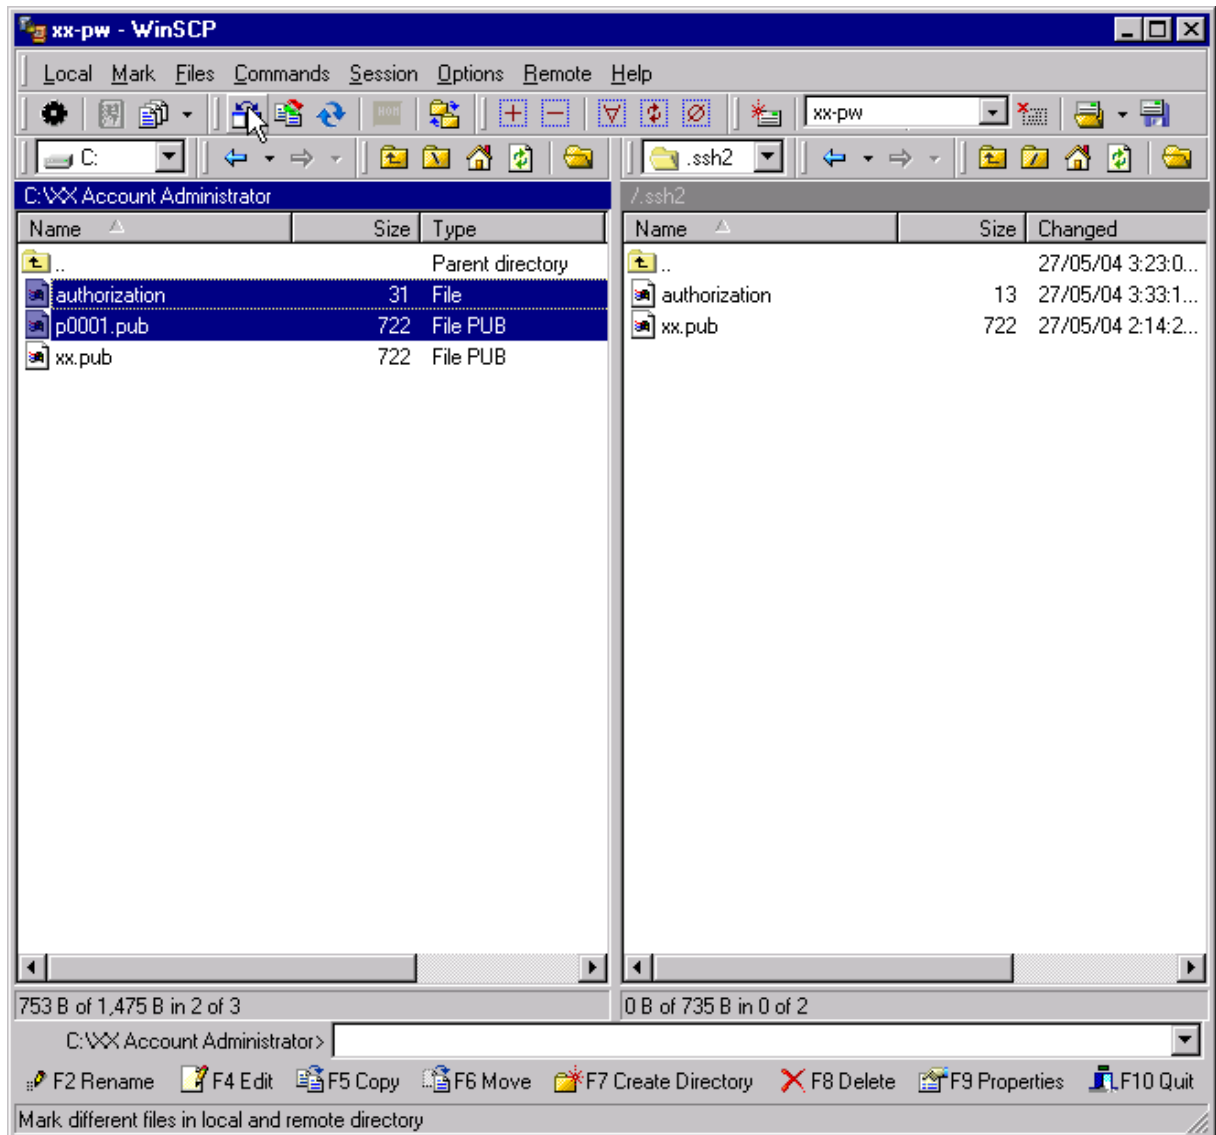 xx-pw - WinSCP
Local Mark Files Commands Session Options Remote Help
xx-pw
C: .ssh2
C:\XX Account Administrator
/.ssh2
Name Size Type
Name Size Changed
.. Parent directory
authorization 31 File
p0001.pub 722 File PUB
xx.pub 722 File PUB
.. 27/05/04 3:23:0...
authorization 13 27/05/04 3:33:1...
xx.pub 722 27/05/04 2:14:2...
753 B of 1,475 B in 2 of 3
0 B of 735 B in 0 of 2
C:\XX Account Administrator>
F2 Rename F4 Edit F5 Copy F6 Move F7 Create Directory F8 Delete F9 Properties F10 Quit
Mark different files in local and remote directory